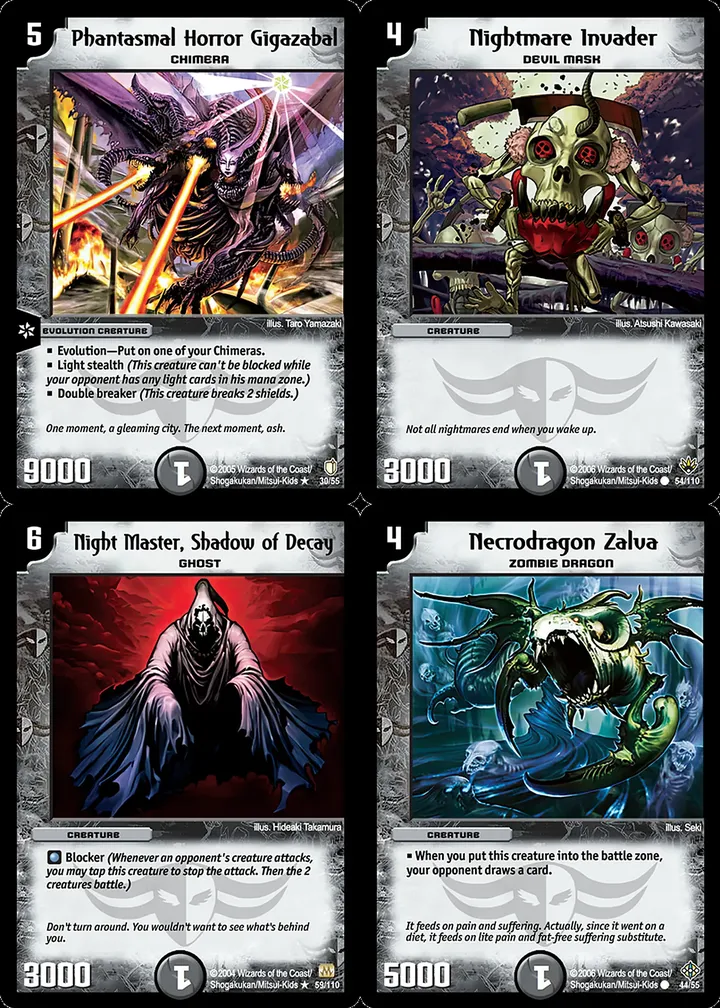 5
Phantasmal Horror Gigazabal
CHIMERA
illus. Taro Yamazaki
EVOLUTION CREATURE
▪ Evolution—Put on one of your Chimeras.
▪ Light stealth (This creature can't be blocked while
your opponent has any light cards in his mana zone.)
▪ Double breaker (This creature breaks 2 shields.)
One moment, a gleaming city. The next moment, ash.
9000
1
©2005 Wizards of the Coast/
Shogakukan/Mitsui-Kids ★ 30/55
4
Nightmare Invader
DEVIL MASK
illus. Atsushi Kawasaki
CREATURE
Not all nightmares end when you wake up.
3000
1
©2006 Wizards of the Coast/
Shogakukan/Mitsui-Kids ● 54/110
6
Night Master, Shadow of Decay
GHOST
illus. Hideaki Takamura
CREATURE
Blocker (Whenever an opponent's creature attacks,
you may tap this creature to stop the attack. Then the 2
creatures battle.)
Don't turn around. You wouldn't want to see what's behind
you.
3000
1
©2004 Wizards of the Coast/
Shogakukan/Mitsui-Kids ★ 59/110
4
Necrodragon Zalva
ZOMBIE DRAGON
illus. Seki
CREATURE
▪ When you put this creature into the battle zone,
your opponent draws a card.
It feeds on pain and suffering. Actually, since it went on a
diet, it feeds on lite pain and fat-free suffering substitute.
5000
1
©2006 Wizards of the Coast/
Shogakukan/Mitsui-Kids ● 44/55